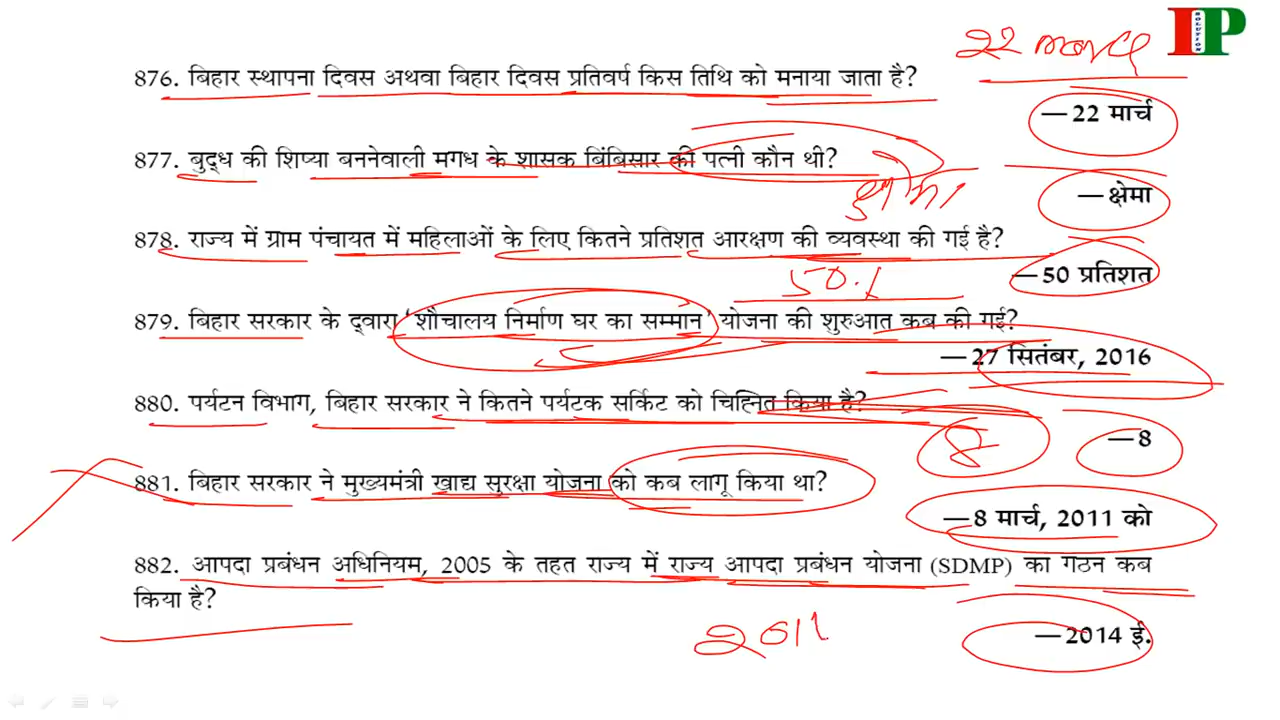 SOLUTION
IP
22 march
876. बिहार स्थापना दिवस अथवा बिहार दिवस प्रतिवर्ष किस तिथि को मनाया जाता है?
—22 मार्च
877. बुद्ध की शिष्या बननेवाली मगध के शासक बिंबिसार की पत्नी कौन थी?
क्षेमा
—क्षेमा
878. राज्य में ग्राम पंचायत में महिलाओं के लिए कितने प्रतिशत आरक्षण की व्यवस्था की गई है?
50%
—50 प्रतिशत
879. बिहार सरकार के द्वारा ‘शौचालय निर्माण घर का सम्मान’ योजना की शुरुआत कब की गई?
—27 सितंबर, 2016
880. पर्यटन विभाग, बिहार सरकार ने कितने पर्यटक सर्किट को चिह्नित किया है?
8
—8
881. बिहार सरकार ने मुख्यमंत्री खाद्य सुरक्षा योजना को कब लागू किया था?
—8 मार्च, 2011 को
882. आपदा प्रबंधन अधिनियम, 2005 के तहत राज्य में राज्य आपदा प्रबंधन योजना (SDMP) का गठन कब
किया है?
—2014 ई.